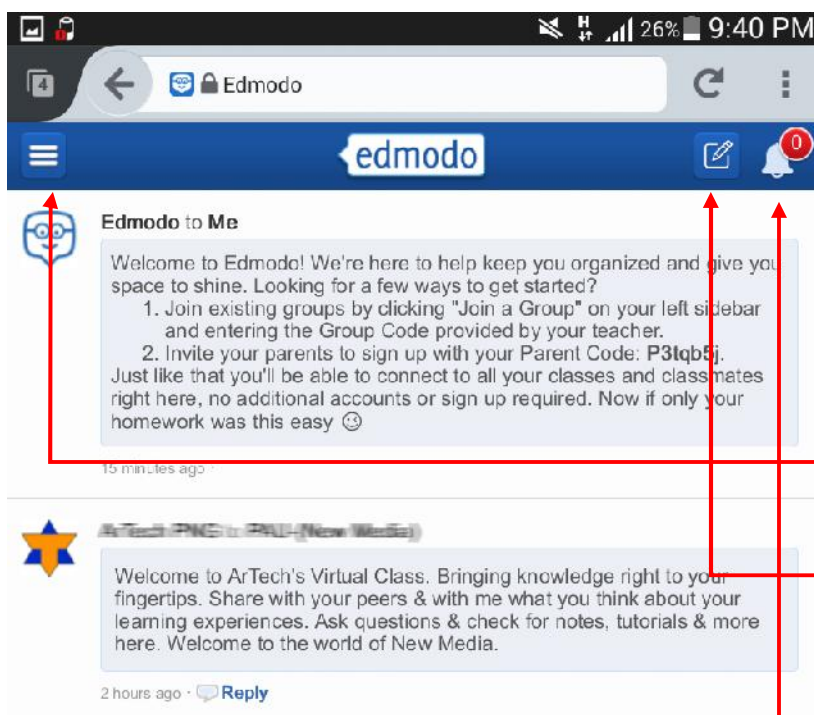 H 26% 9:40 PM
4 Edmodo
edmodo 0
Edmodo to Me
Welcome to Edmodo! We're here to help keep you organized and give you
space to shine. Looking for a few ways to get started?
1. Join existing groups by clicking "Join a Group" on your left sidebar
and entering the Group Code provided by your teacher.
2. Invite your parents to sign up with your Parent Code: P3tqb5j.
Just like that you'll be able to connect to all your classes and classmates
right here, no additional accounts or sign up required. Now if only your
homework was this easy
15 minutes ago ·
Welcome to ArTech's Virtual Class. Bringing knowledge right to your
fingertips. Share with your peers & with me what you think about your
learning experiences. Ask questions & check for notes, tutorials & more
here. Welcome to the world of New Media.
2 hours ago · Reply